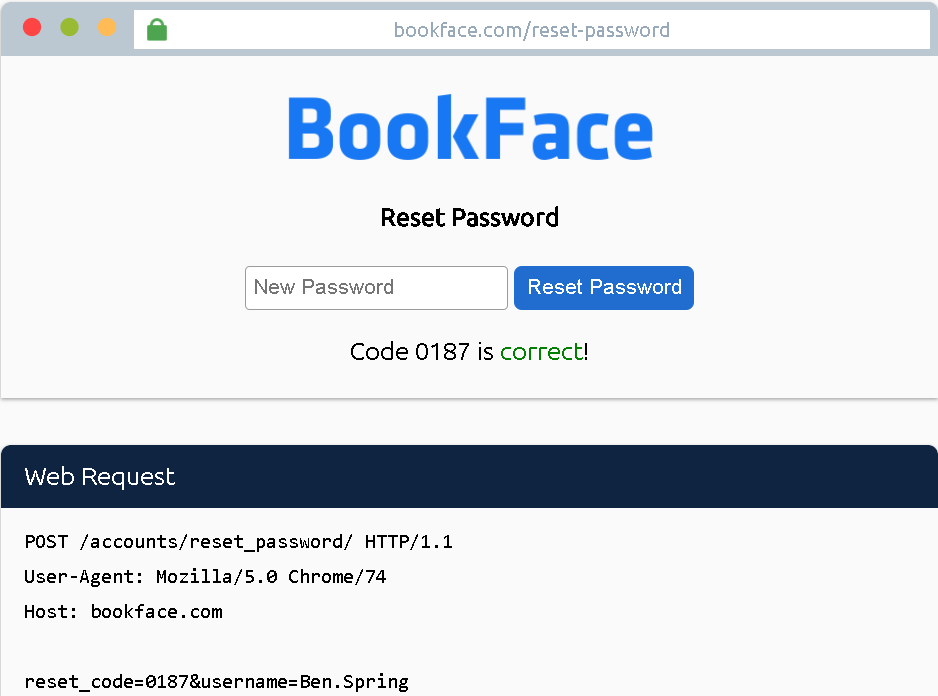 bookface.com/reset-password
BookFace
Reset Password
New Password Reset Password
Code 0187 is correct!
Web Request
POST /accounts/reset_password/ HTTP/1.1
User-Agent: Mozilla/5.0 Chrome/74
Host: bookface.com
reset_code=0187&username=Ben.Spring